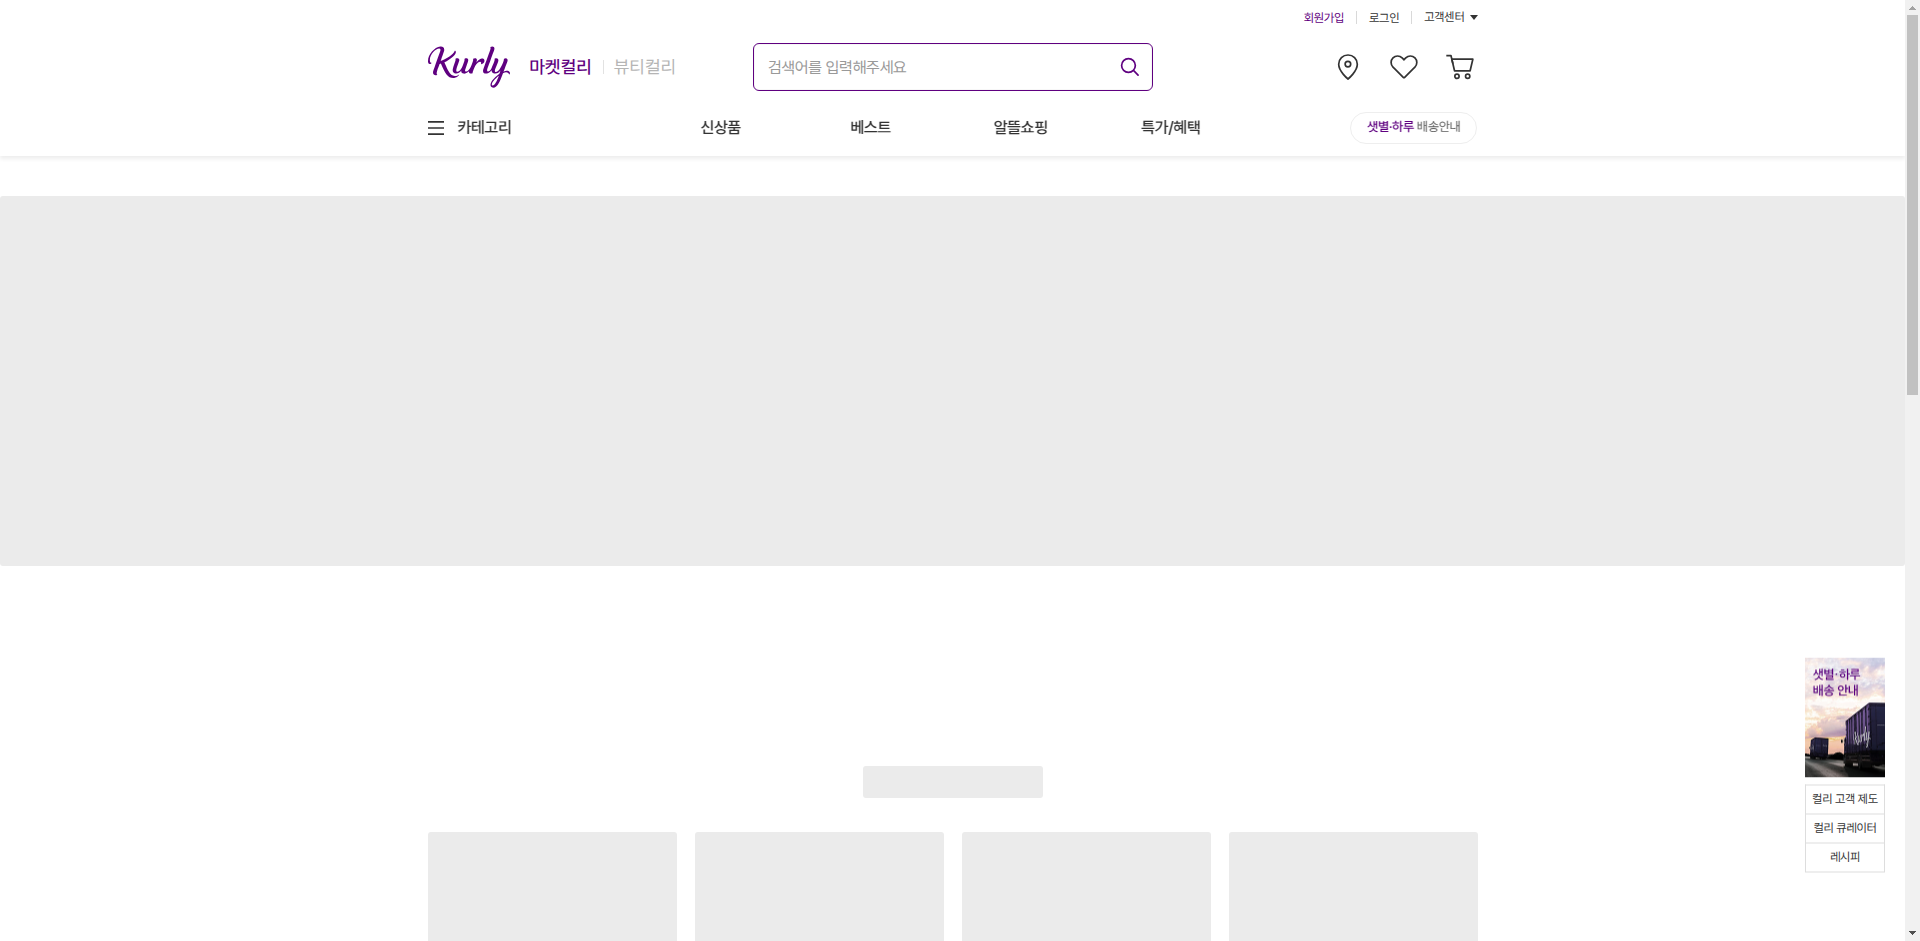 회원가입
로그인
고객센터
Kurly
마켓컬리
뷰티컬리
검색어를 입력해주세요
카테고리
신상품
베스트
알뜰쇼핑
특가/혜택
샛별·하루 배송안내
샛별·하루
배송 안내
Kurly
컬리 고객 제도
컬리 큐레이터
레시피